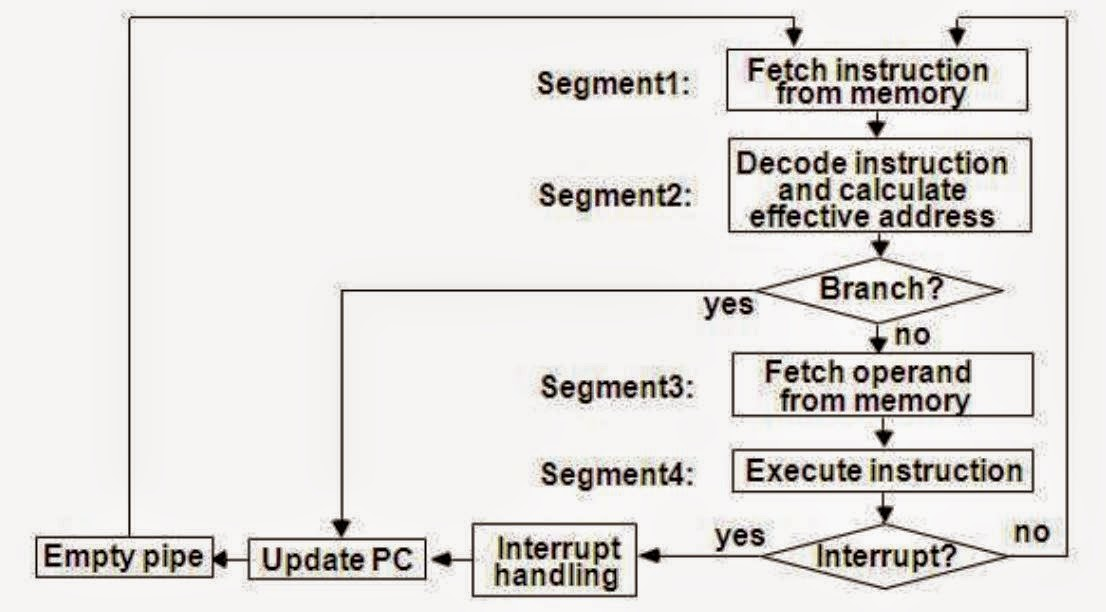 Segment1:
Fetch instruction
from memory
Segment2:
Decode instruction
and calculate
effective address
Branch?
yes
no
Segment3:
Fetch operand
from memory
Segment4:
Execute instruction
Interrupt?
yes
no
Interrupt
handling
Update PC
Empty pipe